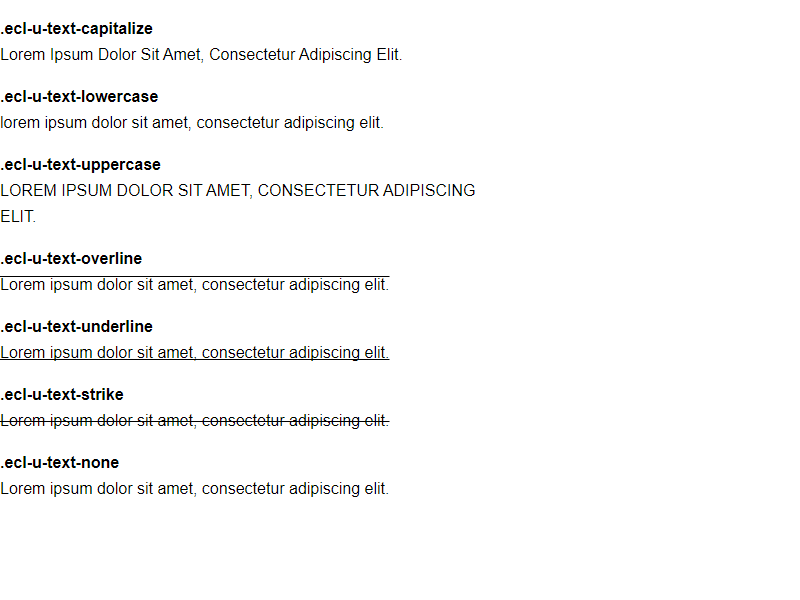 .ecl-u-text-capitalize
Lorem Ipsum Dolor Sit Amet, Consectetur Adipiscing Elit.
.ecl-u-text-lowercase
lorem ipsum dolor sit amet, consectetur adipiscing elit.
.ecl-u-text-uppercase
LOREM IPSUM DOLOR SIT AMET, CONSECTETUR ADIPISCING
ELIT.
.ecl-u-text-overline
Lorem ipsum dolor sit amet, consectetur adipiscing elit.
.ecl-u-text-underline
Lorem ipsum dolor sit amet, consectetur adipiscing elit.
.ecl-u-text-strike
Lorem ipsum dolor sit amet, consectetur adipiscing elit.
.ecl-u-text-none
Lorem ipsum dolor sit amet, consectetur adipiscing elit.